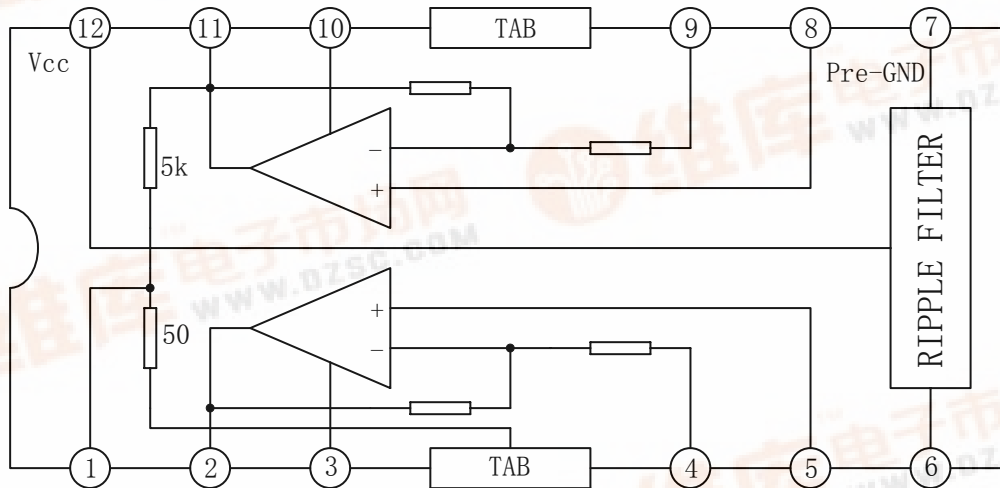 12 11 10 TAB 9 8 7
Vcc
Pre-GND
5k
−
+
RIPPLE FILTER
+
−
50
1 2 3 TAB 4 5 6
维库电子市场网
WWW.DZSC.COM
™